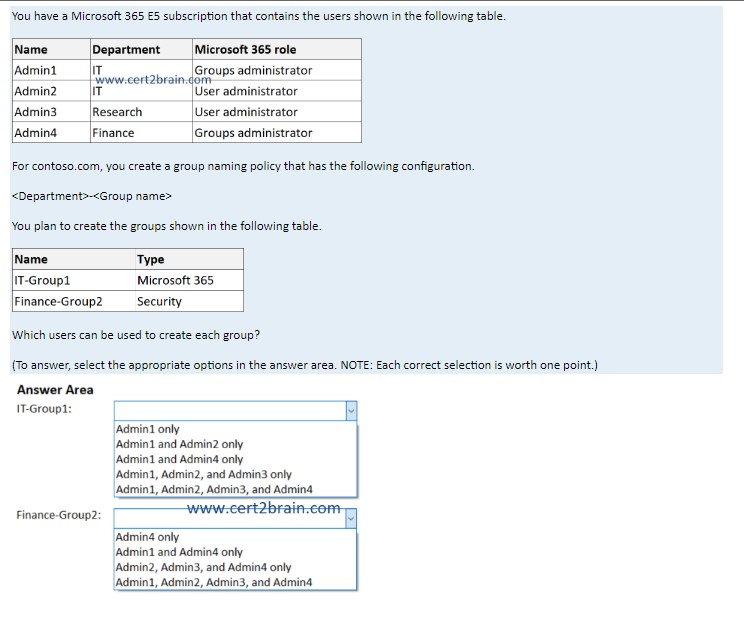 You have a Microsoft 365 E5 subscription that contains the users shown in the following table.
Name Department Microsoft 365 role
Admin1 IT Groups administrator
www.cert2brain.com
Admin2 IT User administrator
Admin3 Research User administrator
Admin4 Finance Groups administrator
For contoso.com, you create a group naming policy that has the following configuration.
<Department>-<Group name>
You plan to create the groups shown in the following table.
Name Type
IT-Group1 Microsoft 365
Finance-Group2 Security
Which users can be used to create each group?
(To answer, select the appropriate options in the answer area. NOTE: Each correct selection is worth one point.)
Answer Area
IT-Group1:
Admin1 only
Admin1 and Admin2 only
Admin1 and Admin4 only
Admin1, Admin2, and Admin3 only
Admin1, Admin2, Admin3, and Admin4
www.cert2brain.com
Finance-Group2:
Admin4 only
Admin1 and Admin4 only
Admin2, Admin3, and Admin4 only
Admin1, Admin2, Admin3, and Admin4